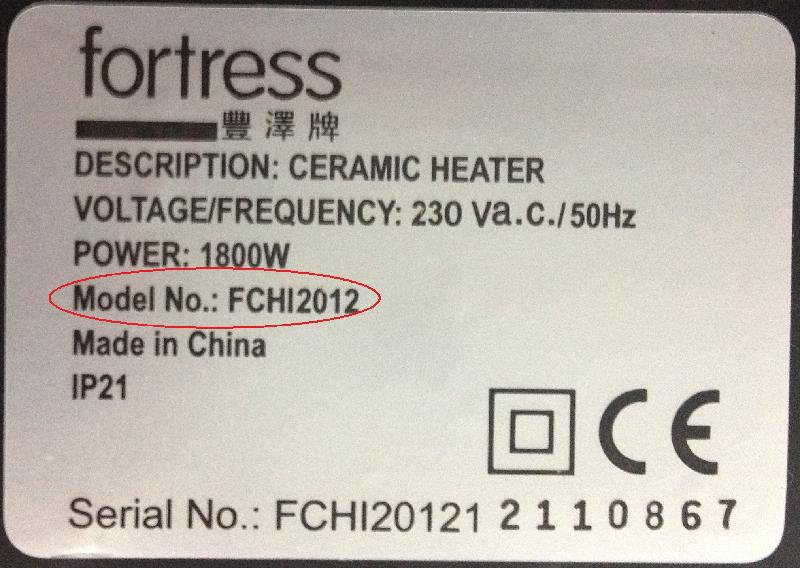 fortress
豐澤牌
DESCRIPTION: CERAMIC HEATER
VOLTAGE/FREQUENCY: 230 Va.c./50Hz
POWER: 1800W
Model No.: FCHI2012
Made in China
IP21
CE
Serial No.: FCHI20121 2110867